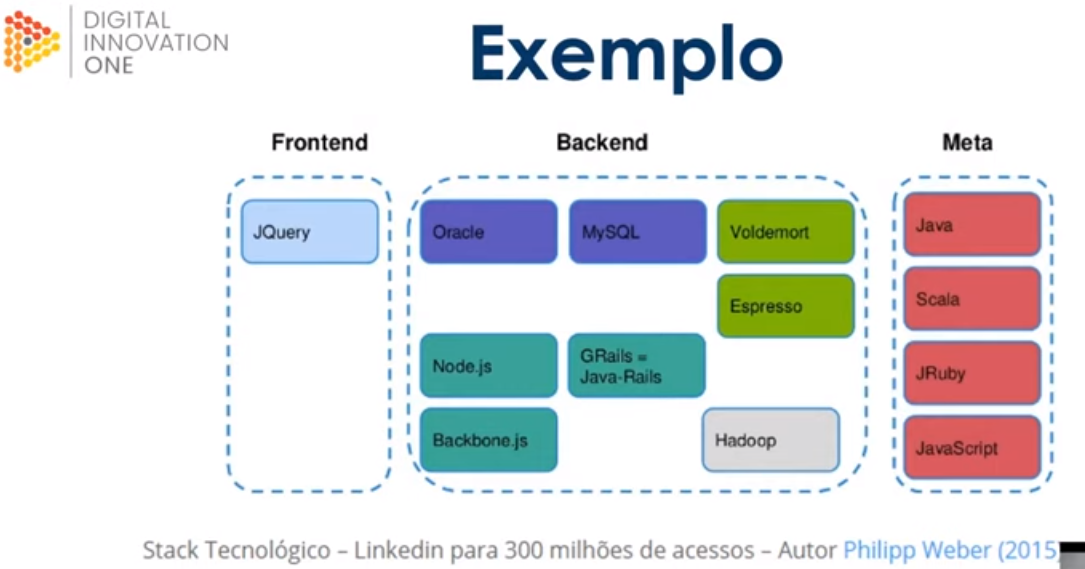 DIGITAL
INNOVATION
ONE
Exemplo
Frontend
Backend
Meta
JQuery
Oracle
MySQL
Voldemort
Espresso
Node.js
GRails =
Java-Rails
Backbone.js
Hadoop
Java
Scala
JRuby
JavaScript
Stack Tecnológico – Linkedin para 300 milhões de acessos – Autor Philipp Weber (2015